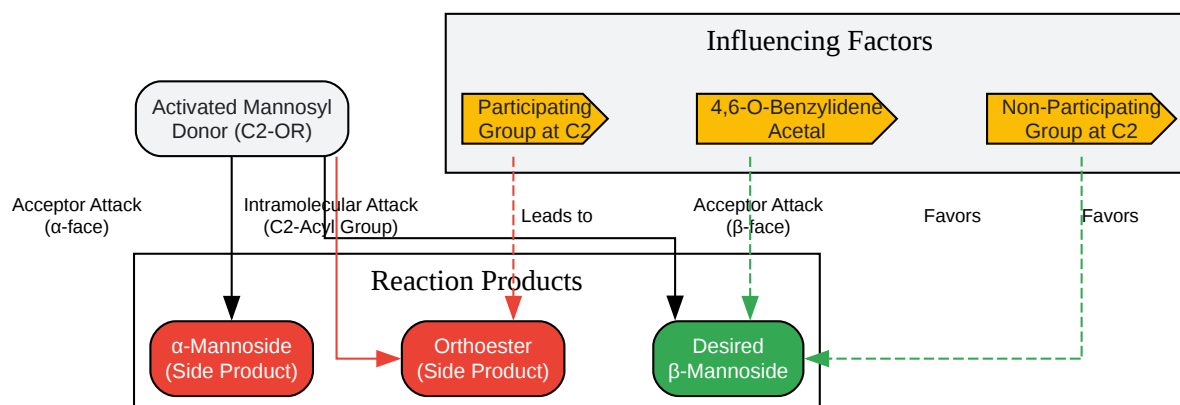 Influencing Factors
Activated Mannosyl
Donor (C2-OR)
Participating
Group at C2
4,6-O-Benzylidene
Acetal
Non-Participating
Group at C2
Acceptor Attack
(α-face)
Intramolecular Attack
(C2-Acyl Group)
Leads to
Acceptor Attack
(β-face)
Favors
Favors
Reaction Products
α-Mannoside
(Side Product)
Orthoester
(Side Product)
Desired
β-Mannoside